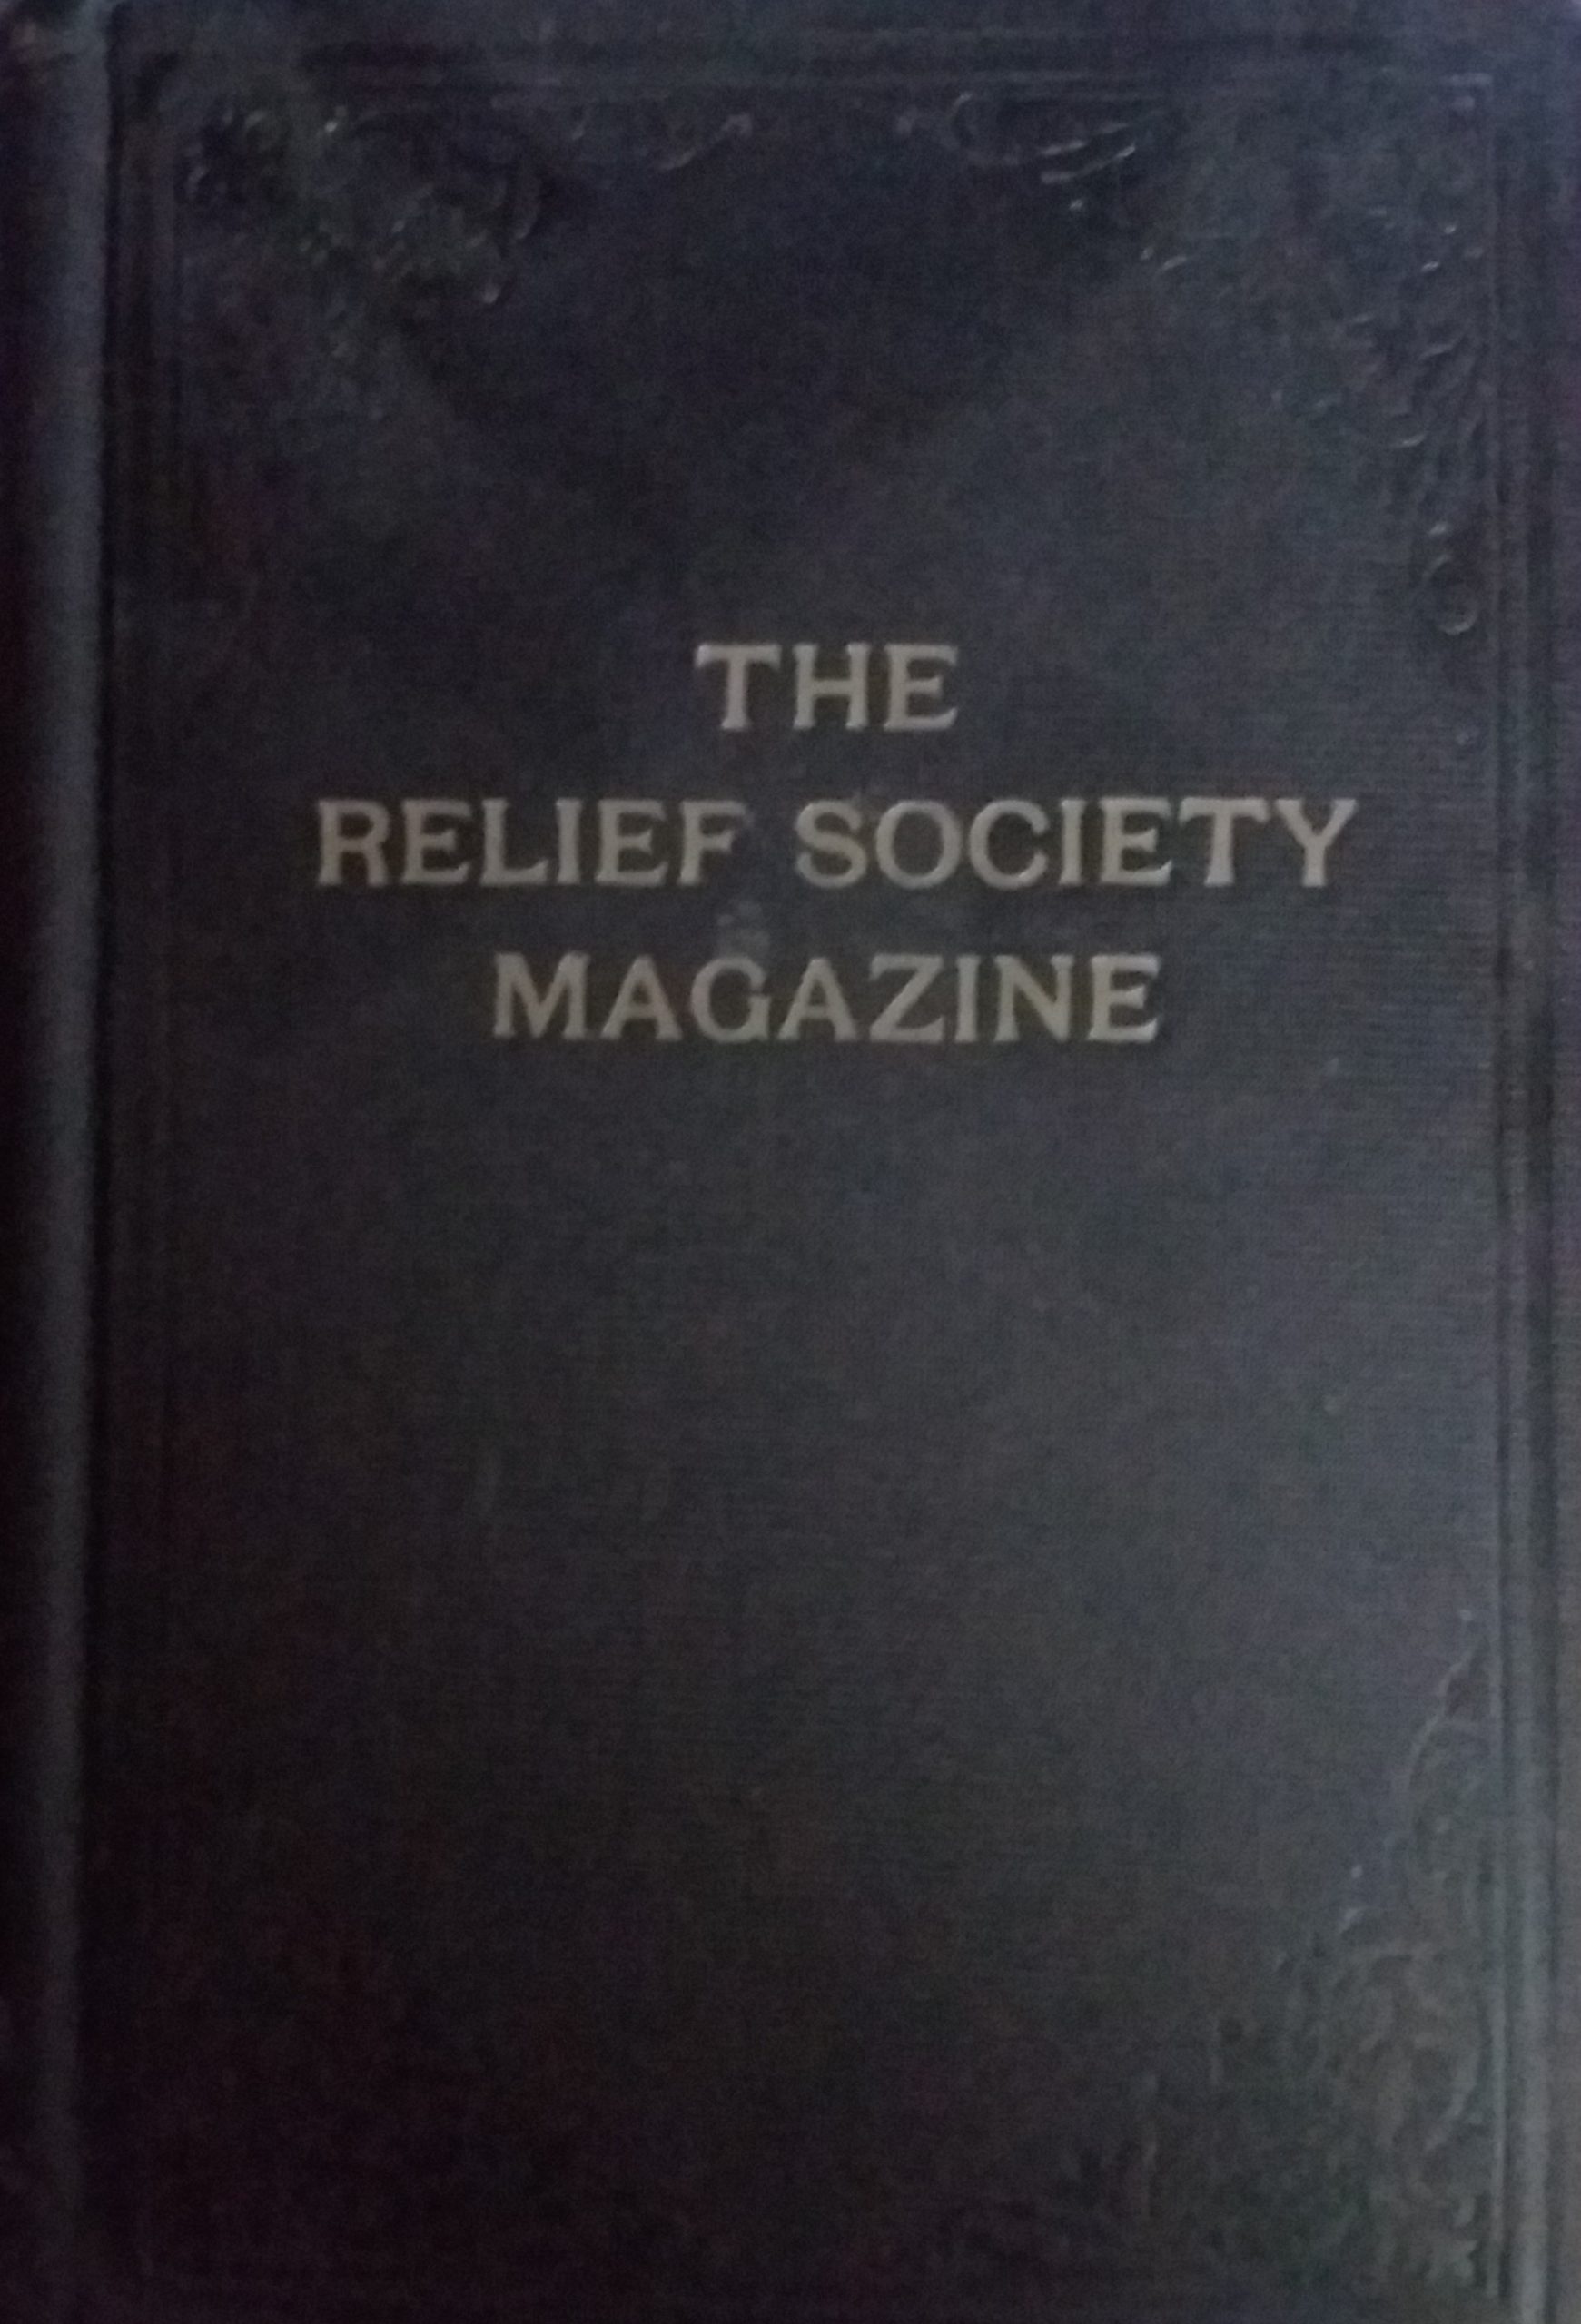 THE
RELIEF SOCIETY
MAGAZINE